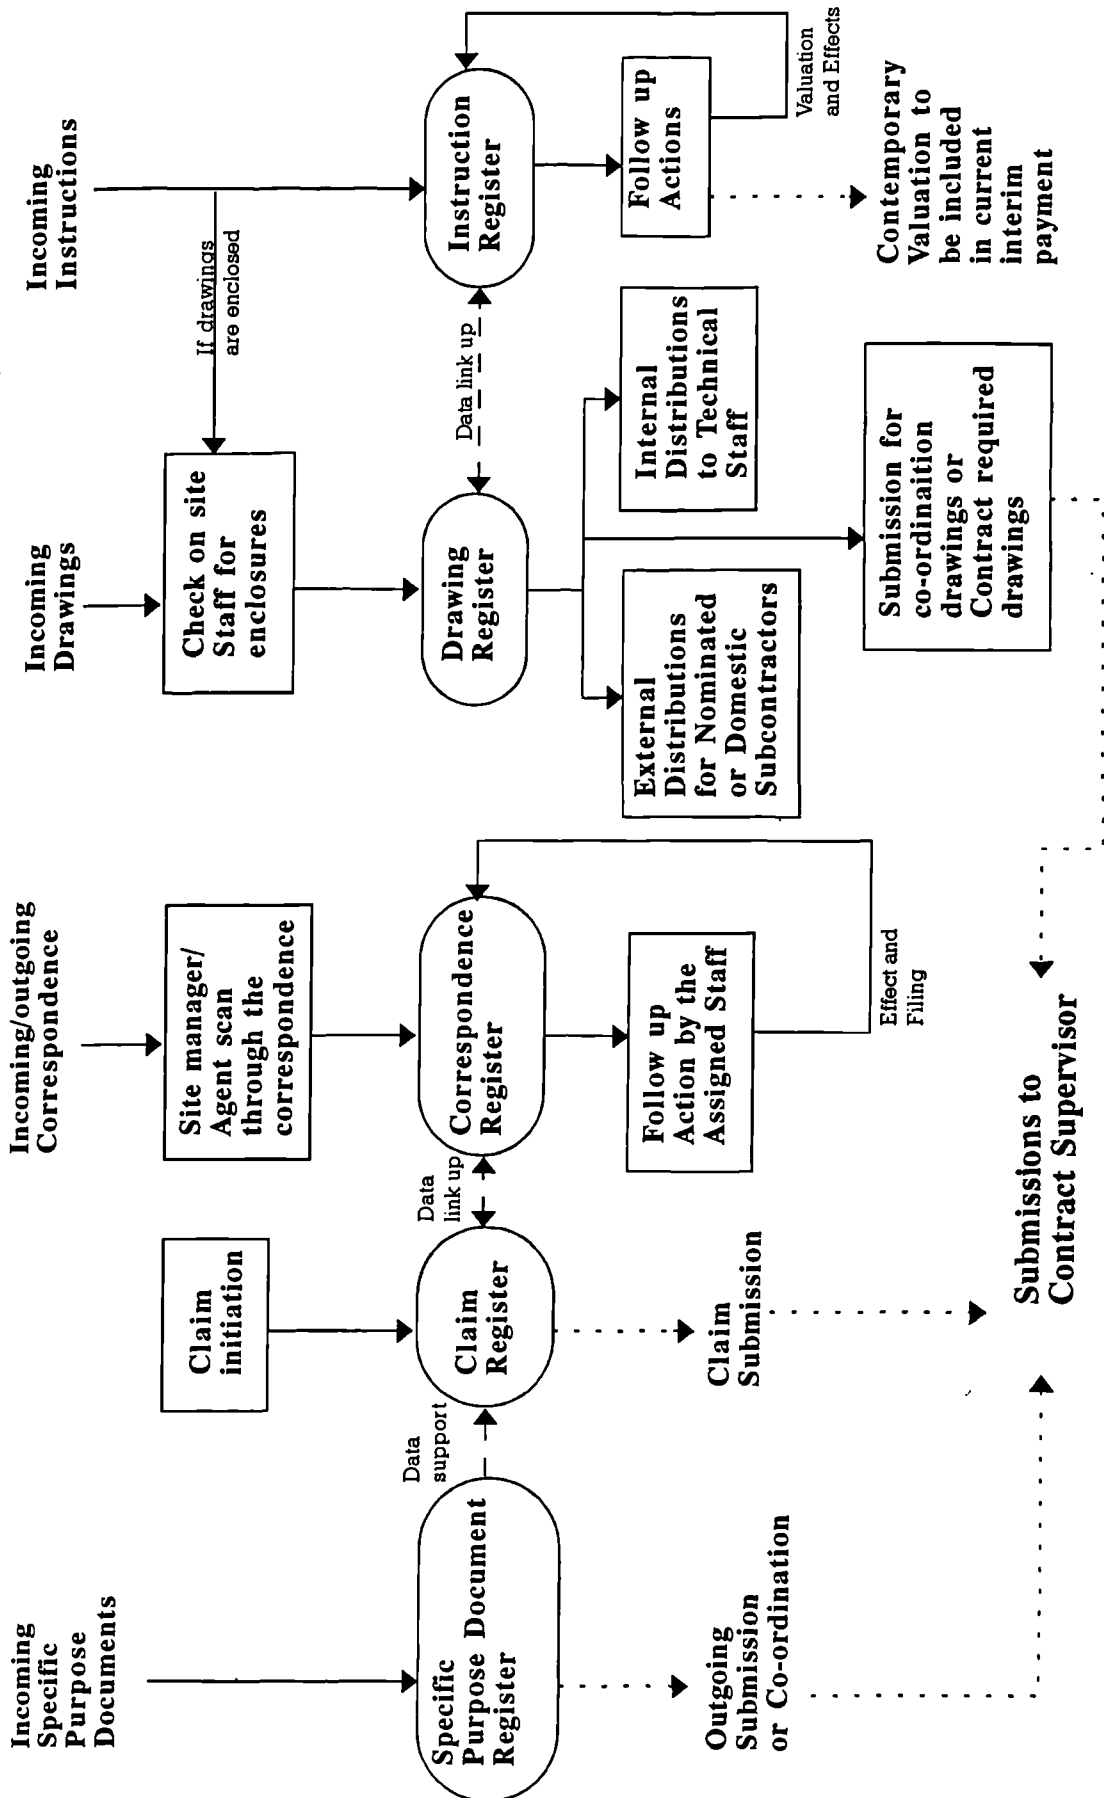 Incoming
Specific
Purpose
Documents
Incoming/outgoing
Correspondence
Incoming
Drawings
Incoming
Instructions
Claim
initiation
Site manager/
Agent scan
through the
correspondence
Check on site
Staff for
enclosures
If drawings
are enclosed
Specific
Purpose Document
Register
Data
support
Claim
Register
Data
link up
Correspondence
Register
Drawing
Register
Data link up
Instruction
Register
Follow up
Action by the
Assigned Staff
Effect and
Filing
External
Distributions
for Nominated
or Domestic
Subcontractors
Internal
Distributions
to Technical
Staff
Follow up
Actions
Valuation
and Effects
Outgoing
Submission
or Co-ordination
Claim
Submission
Submission for
co-ordinaition
drawings or
Contract required
drawings
Contemporary
Valuation to
be included
in current
interim
payment
Submissions to
Contract Supervisor